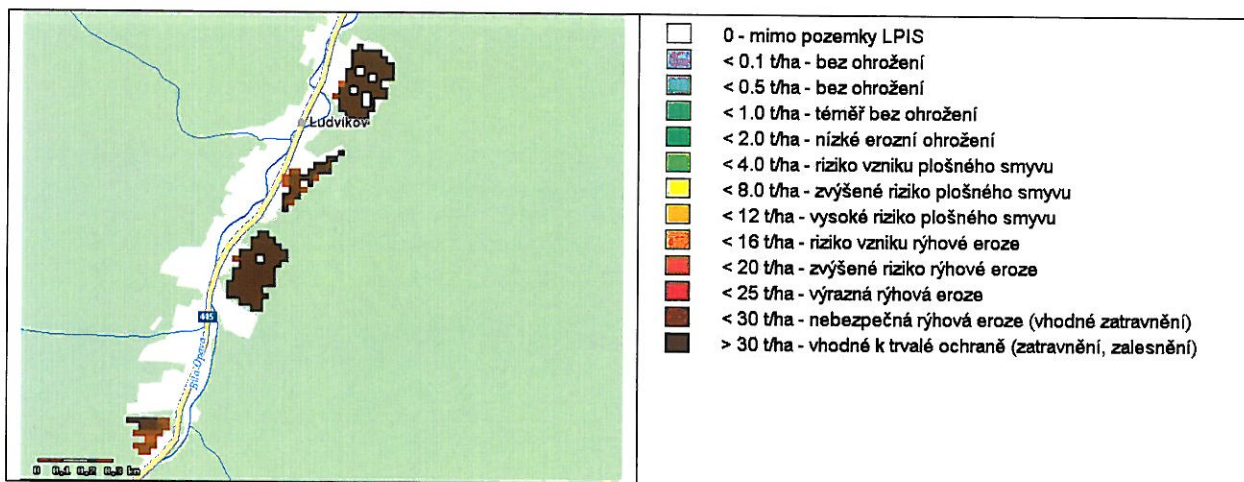 Ludvíkov
445
Bílá Opava
0 0.1 0.2 0.3 km
0 - mimo pozemky LPIS
< 0.1 t/ha - bez ohrožení
< 0.5 t/ha - bez ohrožení
< 1.0 t/ha - téměř bez ohrožení
< 2.0 t/ha - nízké erozní ohrožení
< 4.0 t/ha - riziko vzniku plošného smyvu
< 8.0 t/ha - zvýšené riziko plošného smyvu
< 12 t/ha - vysoké riziko plošného smyvu
< 16 t/ha - riziko vzniku rýhové eroze
< 20 t/ha - zvýšené riziko rýhové eroze
< 25 t/ha - výrazná rýhová eroze
< 30 t/ha - nebezpečná rýhová eroze (vhodné zatravnění)
> 30 t/ha - vhodné k trvalé ochraně (zatravnění, zalesnění)